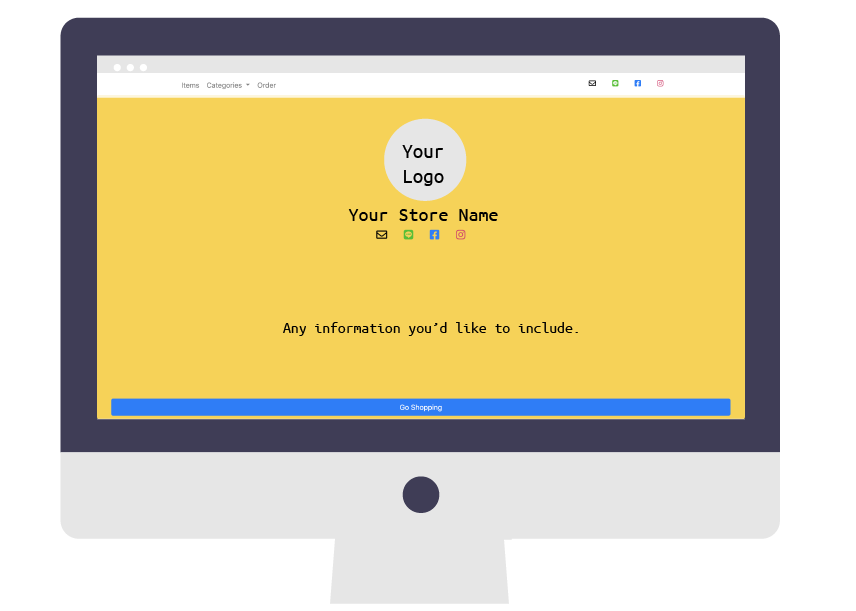 Items Categories Order
Your
Logo
Your Store Name
Any information you’d like to include.
Go Shopping